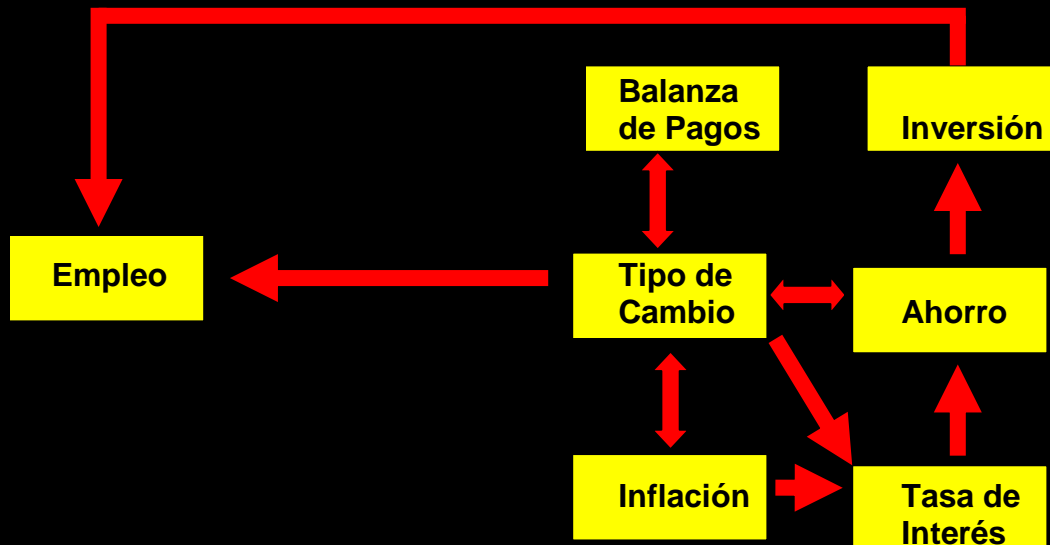 Balanza
de Pagos
Inversión
Empleo
Tipo de
Cambio
Ahorro
Inflación
Tasa de
Interés